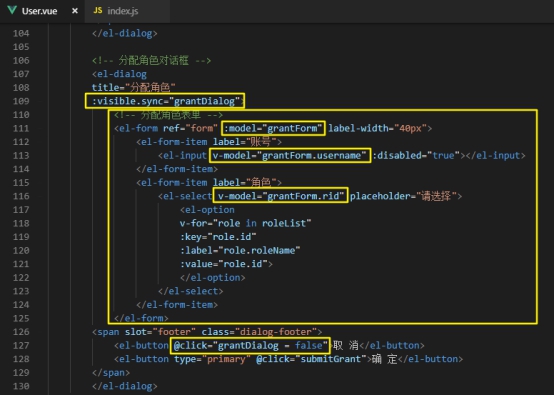 User.vue × JS index.js
104 </el-dialog>
105
106 <!-- 分配角色对话框 -->
107 <el-dialog
108 title="分配角色"
109 :visible.sync="grantDialog">
110 <!-- 分配角色表单 -->
111 <el-form ref="form" :model="grantForm" label-width="40px">
112 <el-form-item label="账号">
113 <el-input v-model="grantForm.username" :disabled="true"></el-input>
114 </el-form-item>
115 <el-form-item label="角色">
116 <el-select v-model="grantForm.rid" placeholder="请选择">
117 <el-option
118 v-for="role in roleList"
119 :key="role.id"
120 :label="role.roleName"
121 :value="role.id">
122 </el-option>
123 </el-select>
124 </el-form-item>
125 </el-form>
126 <span slot="footer" class="dialog-footer">
127 <el-button @click="grantDialog = false">取 消</el-button>
128 <el-button type="primary" @click="submitGrant">确 定</el-button>
129 </span>
130 </el-dialog>